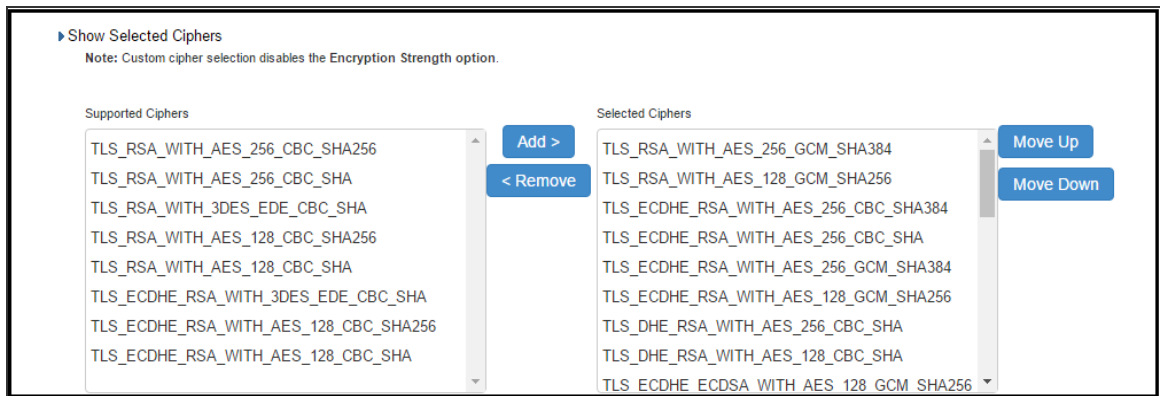 Show Selected Ciphers
Note: Custom cipher selection disables the Encryption Strength option.
Supported Ciphers
TLS_RSA_WITH_AES_256_CBC_SHA256
TLS_RSA_WITH_AES_256_CBC_SHA
TLS_RSA_WITH_3DES_EDE_CBC_SHA
TLS_RSA_WITH_AES_128_CBC_SHA256
TLS_RSA_WITH_AES_128_CBC_SHA
TLS_ECDHE_RSA_WITH_3DES_EDE_CBC_SHA
TLS_ECDHE_RSA_WITH_AES_128_CBC_SHA256
TLS_ECDHE_RSA_WITH_AES_128_CBC_SHA
Add >
< Remove
Selected Ciphers
TLS_RSA_WITH_AES_256_GCM_SHA384
TLS_RSA_WITH_AES_128_GCM_SHA256
TLS_ECDHE_RSA_WITH_AES_256_CBC_SHA384
TLS_ECDHE_RSA_WITH_AES_256_CBC_SHA
TLS_ECDHE_RSA_WITH_AES_256_GCM_SHA384
TLS_ECDHE_RSA_WITH_AES_128_GCM_SHA256
TLS_DHE_RSA_WITH_AES_256_CBC_SHA
TLS_DHE_RSA_WITH_AES_128_CBC_SHA
TLS_ECDHE_ECDSA_WITH_AES_128_GCM_SHA256
Move Up
Move Down